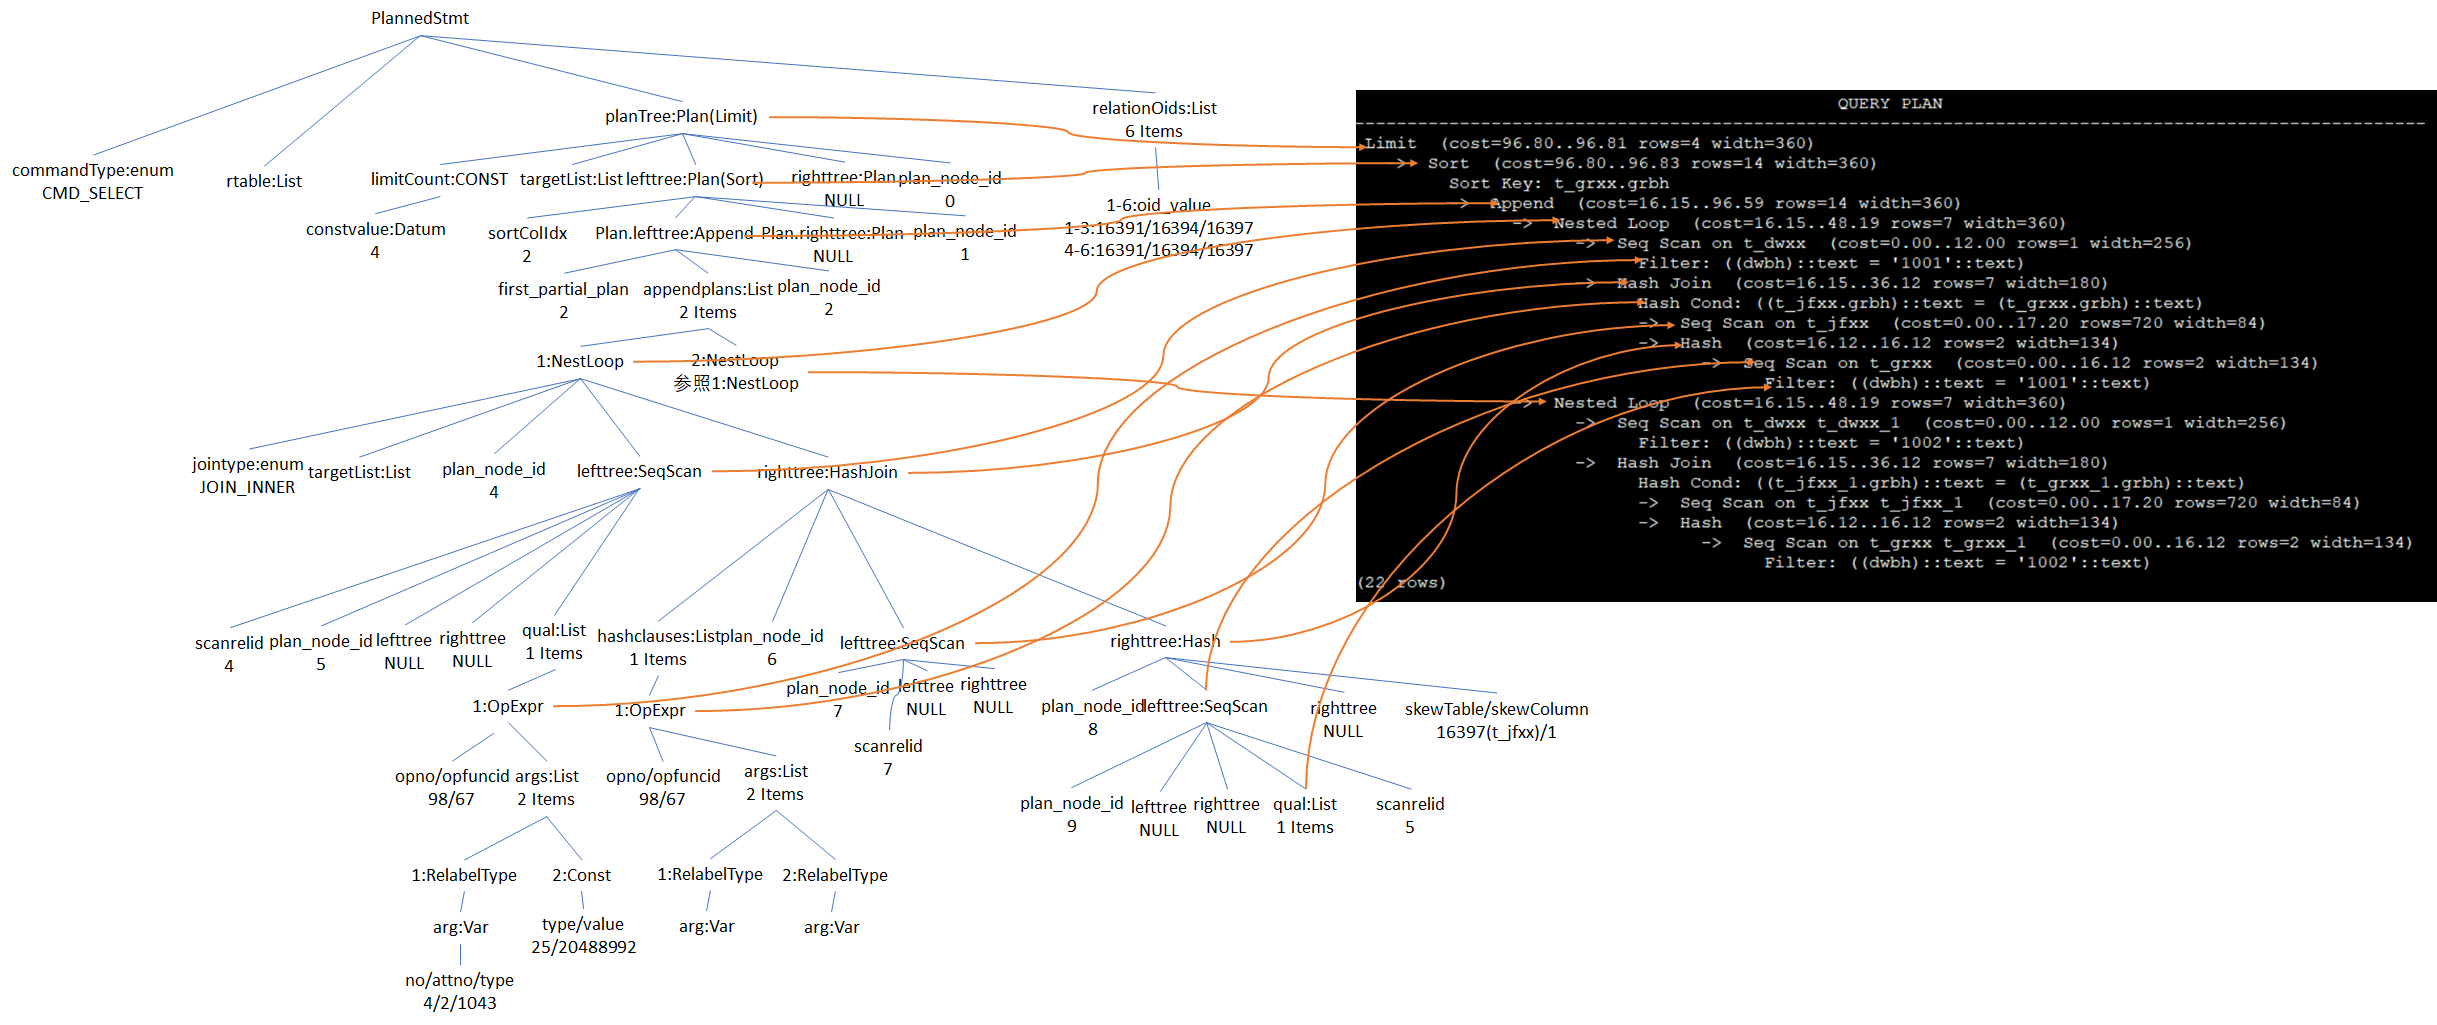 PlannedStmt
planTree:Plan(Limit)
relationOids:List
6 Items
commandType:enum
CMD_SELECT
rtable:List
limitCount:CONST
targetList:List
lefttree:Plan(Sort)
righttree:Plan
NULL
plan_node_id
0
1-6:oid_value
1-3:16391/16394/16397
4-6:16391/16394/16397
constvalue:Datum
4
sortColIdx
2
Plan.lefttree:Append
Plan.righttree:Plan
NULL
plan_node_id
1
first_partial_plan
2
appendplans:List
2 Items
plan_node_id
2
1:NestLoop
2:NestLoop
参照1:NestLoop
jointype:enum
JOIN_INNER
targetList:List
plan_node_id
4
lefttree:SeqScan
righttree:HashJoin
scanrelid
4
plan_node_id
5
lefttree
NULL
righttree
NULL
qual:List
1 Items
hashclauses:List
1 Items
plan_node_id
6
lefttree:SeqScan
righttree:Hash
plan_node_id
7
lefttree
NULL
righttree
NULL
scanrelid
7
plan_node_id
8
lefttree:SeqScan
righttree
NULL
skewTable/skewColumn
16397(t_jfxx)/1
1:OpExpr
1:OpExpr
opno/opfuncid
98/67
args:List
2 Items
opno/opfuncid
98/67
args:List
2 Items
plan_node_id
9
lefttree
NULL
righttree
NULL
qual:List
1 Items
scanrelid
5
1:RelabelType
2:Const
1:RelabelType
2:RelabelType
arg:Var
type/value
25/20488992
arg:Var
arg:Var
no/attno/type
4/2/1043
QUERY PLAN
--------------------------------------------------------------------------------------------------
Limit  (cost=96.80..96.81 rows=4 width=360)
->  Sort  (cost=96.80..96.83 rows=14 width=360)
Sort Key: t_grxx.grbh
->  Append  (cost=16.15..96.59 rows=14 width=360)
->  Nested Loop  (cost=16.15..48.19 rows=7 width=360)
->  Seq Scan on t_dwxx  (cost=0.00..12.00 rows=1 width=256)
Filter: ((dwbh)::text = '1001'::text)
->  Hash Join  (cost=16.15..36.12 rows=7 width=180)
Hash Cond: ((t_jfxx.grbh)::text = (t_grxx.grbh)::text)
->  Seq Scan on t_jfxx  (cost=0.00..17.20 rows=720 width=84)
->  Hash  (cost=16.12..16.12 rows=2 width=134)
->  Seq Scan on t_grxx  (cost=0.00..16.12 rows=2 width=134)
Filter: ((dwbh)::text = '1001'::text)
->  Nested Loop  (cost=16.15..48.19 rows=7 width=360)
->  Seq Scan on t_dwxx t_dwxx_1  (cost=0.00..12.00 rows=1 width=256)
Filter: ((dwbh)::text = '1002'::text)
->  Hash Join  (cost=16.15..36.12 rows=7 width=180)
Hash Cond: ((t_jfxx_1.grbh)::text = (t_grxx_1.grbh)::text)
->  Seq Scan on t_jfxx t_jfxx_1  (cost=0.00..17.20 rows=720 width=84)
->  Hash  (cost=16.12..16.12 rows=2 width=134)
->  Seq Scan on t_grxx t_grxx_1  (cost=0.00..16.12 rows=2 width=134)
Filter: ((dwbh)::text = '1002'::text)
(22 rows)